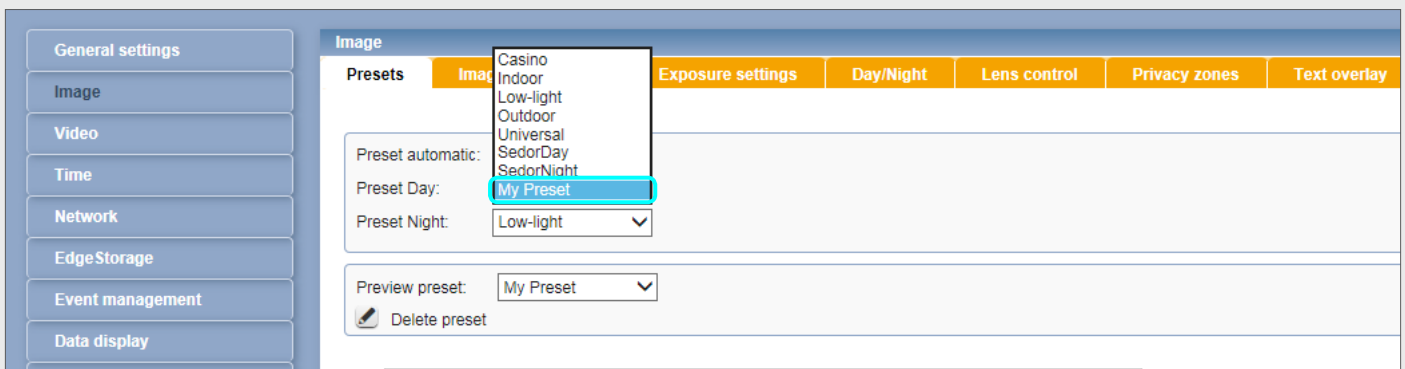 General settings
Image
Video
Time
Network
EdgeStorage
Event management
Data display
Image
Presets
Imag
Exposure settings
Day/Night
Lens control
Privacy zones
Text overlay
Casino
Indoor
Low-light
Outdoor
Universal
SedorDay
SedorNight
My Preset
Preset automatic:
Preset Day:
Preset Night: Low-light
Preview preset: My Preset
Delete preset